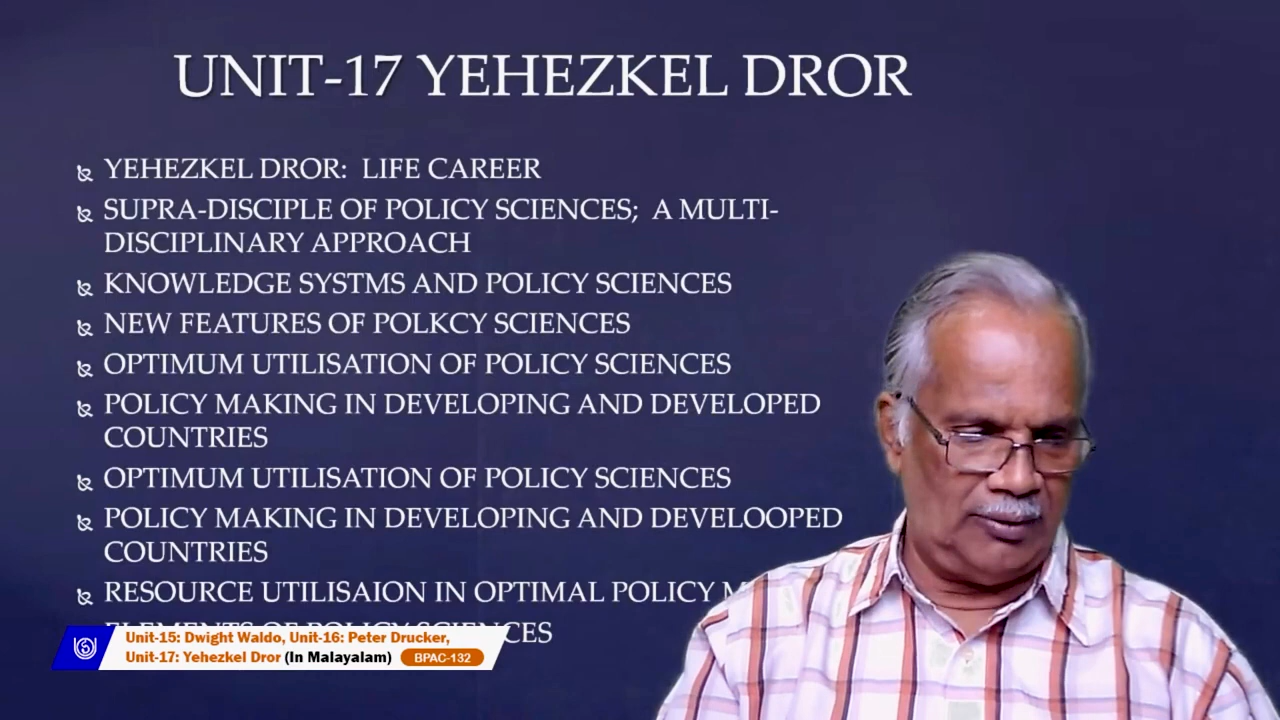 UNIT-17 YEHEZKEL DROR
YEHEZKEL DROR: LIFE CAREER
SUPRA-DISCIPLE OF POLICY SCIENCES; A MULTI-
DISCIPLINARY APPROACH
KNOWLEDGE SYSTMS AND POLICY SCIENCES
NEW FEATURES OF POLKCY SCIENCES
OPTIMUM UTILISATION OF POLICY SCIENCES
POLICY MAKING IN DEVELOPING AND DEVELOPED
COUNTRIES
OPTIMUM UTILISATION OF POLICY SCIENCES
POLICY MAKING IN DEVELOPING AND DEVELOOPED
COUNTRIES
RESOURCE UTILISAION IN OPTIMAL POLICY
ELEMENTS OF POLICY SCIENCES
Unit-15: Dwight Waldo, Unit-16: Peter Drucker,
Unit-17: Yehezkel Dror (In Malayalam) BPAC-132